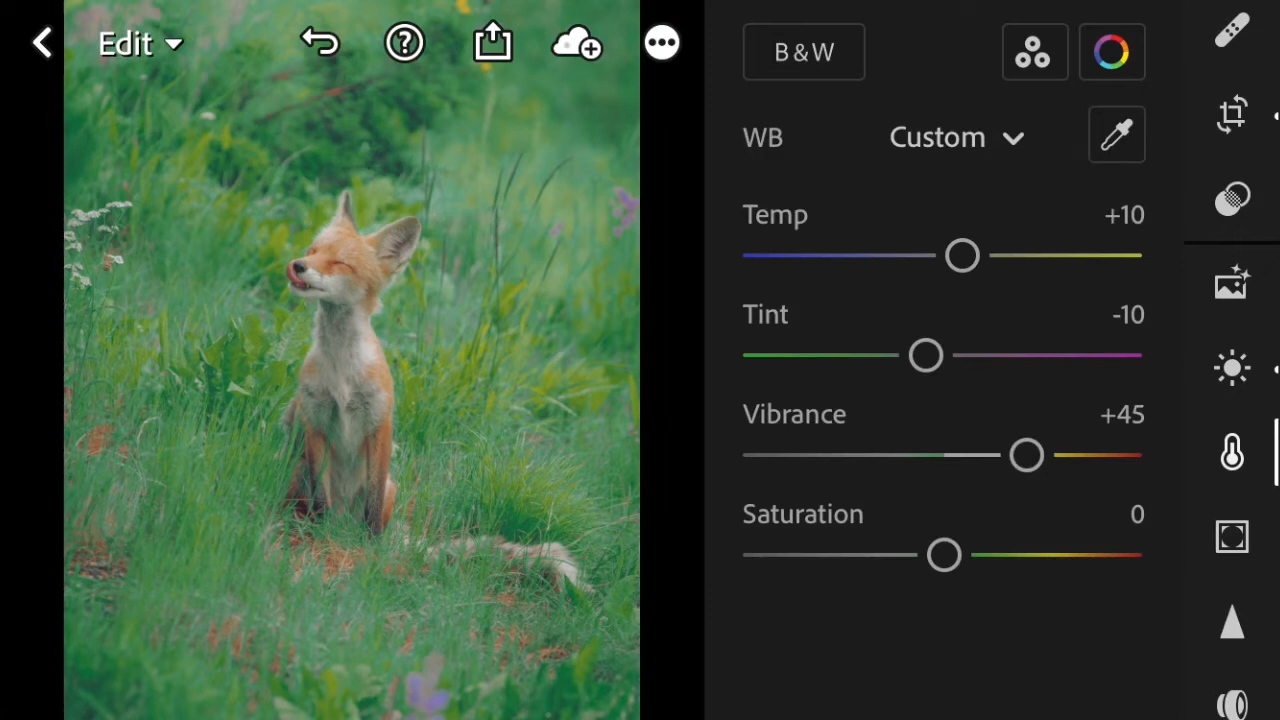 Edit
B&W
WB Custom
Temp +10
Tint -10
Vibrance +45
Saturation 0